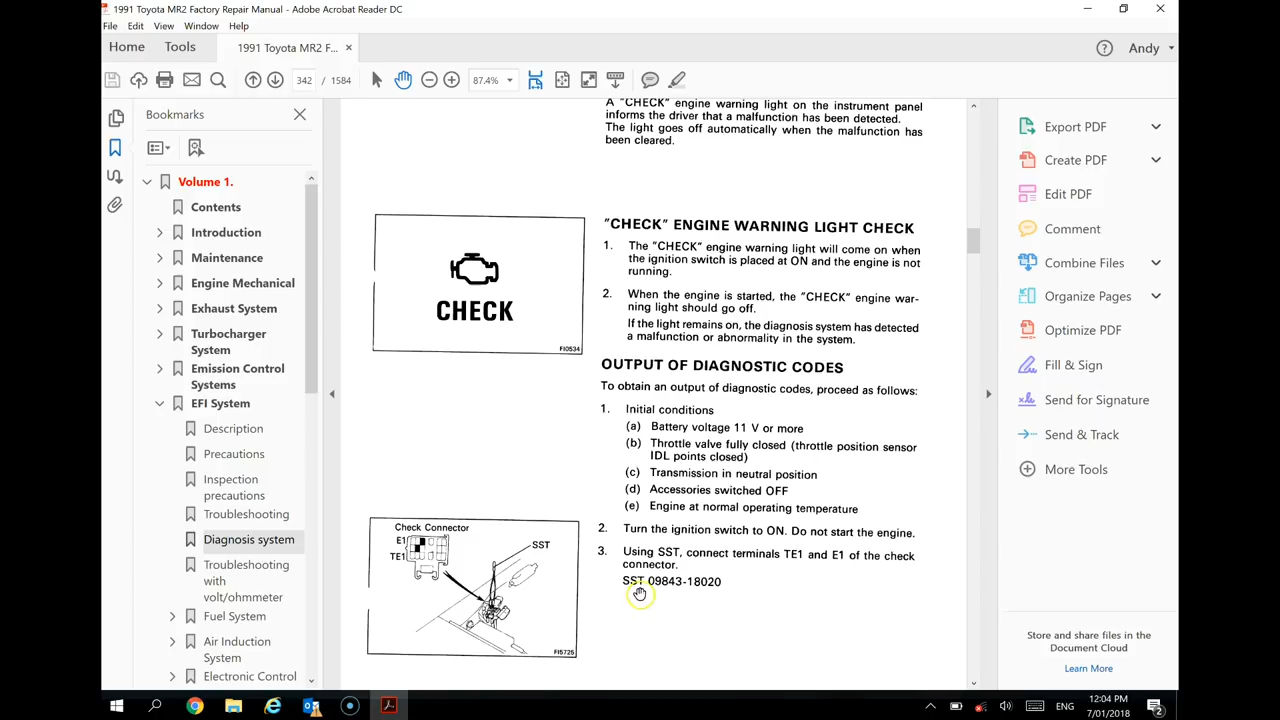 1991 Toyota MR2 Factory Repair Manual - Adobe Acrobat Reader DC
File Edit View Window Help
Home Tools 1991 Toyota MR2 F... × Andy
342 / 1584 87.4%
Bookmarks
Volume 1.
Contents
Introduction
Maintenance
Engine Mechanical
Exhaust System
Turbocharger
System
Emission Control
Systems
EFI System
Description
Precautions
Inspection
precautions
Troubleshooting
Diagnosis system
Troubleshooting
with
volt/ohmmeter
Fuel System
Air Induction
System
Electronic Control
A "CHECK" engine warning light on the instrument panel
informs the driver that a malfunction has been detected.
The light goes off automatically when the malfunction has
been cleared.
CHECK
FI0534
"CHECK" ENGINE WARNING LIGHT CHECK
1. The "CHECK" engine warning light will come on when
the ignition switch is placed at ON and the engine is not
running.
2. When the engine is started, the "CHECK" engine war-
ning light should go off.
If the light remains on, the diagnosis system has detected
a malfunction or abnormality in the system.
OUTPUT OF DIAGNOSTIC CODES
To obtain an output of diagnostic codes, proceed as follows:
1. Initial conditions
(a) Battery voltage 11 V or more
(b) Throttle valve fully closed (throttle position sensor
IDL points closed)
(c) Transmission in neutral position
(d) Accessories switched OFF
(e) Engine at normal operating temperature
2. Turn the ignition switch to ON. Do not start the engine.
3. Using SST, connect terminals TE1 and E1 of the check
connector.
SST 09843-18020
Check Connector
E1
TE1
SST
FI5725
Export PDF
Create PDF
Edit PDF
Comment
Combine Files
Organize Pages
Optimize PDF
Fill & Sign
Send for Signature
Send & Track
More Tools
Store and share files in the
Document Cloud
Learn More
ENG
12:04 PM
7/01/2018
2